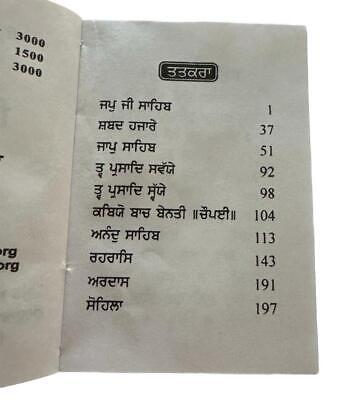 3000
1500
3000
org
org
ਤਤਕਰਾ
ਜਪੁ ਜੀ ਸਾਹਿਬ 1
ਸ਼ਬਦ ਹਜਾਰੇ 37
ਜਾਪੁ ਸਾਹਿਬ 51
ਤ੍ਵ ਪ੍ਰਸਾਦਿ ਸਵੱਯੇ 92
ਤ੍ਵ ਪ੍ਰਸਾਦਿ ਸ੍ਵੱਯੇ 98
ਕਬਿਯੋ ਬਾਚ ਬੇਨਤੀ ॥ਚੌਪਈ॥ 104
ਅਨੰਦੁ ਸਾਹਿਬ 113
ਰਹਰਾਸਿ 143
ਅਰਦਾਸ 191
ਸੋਹਿਲਾ 197